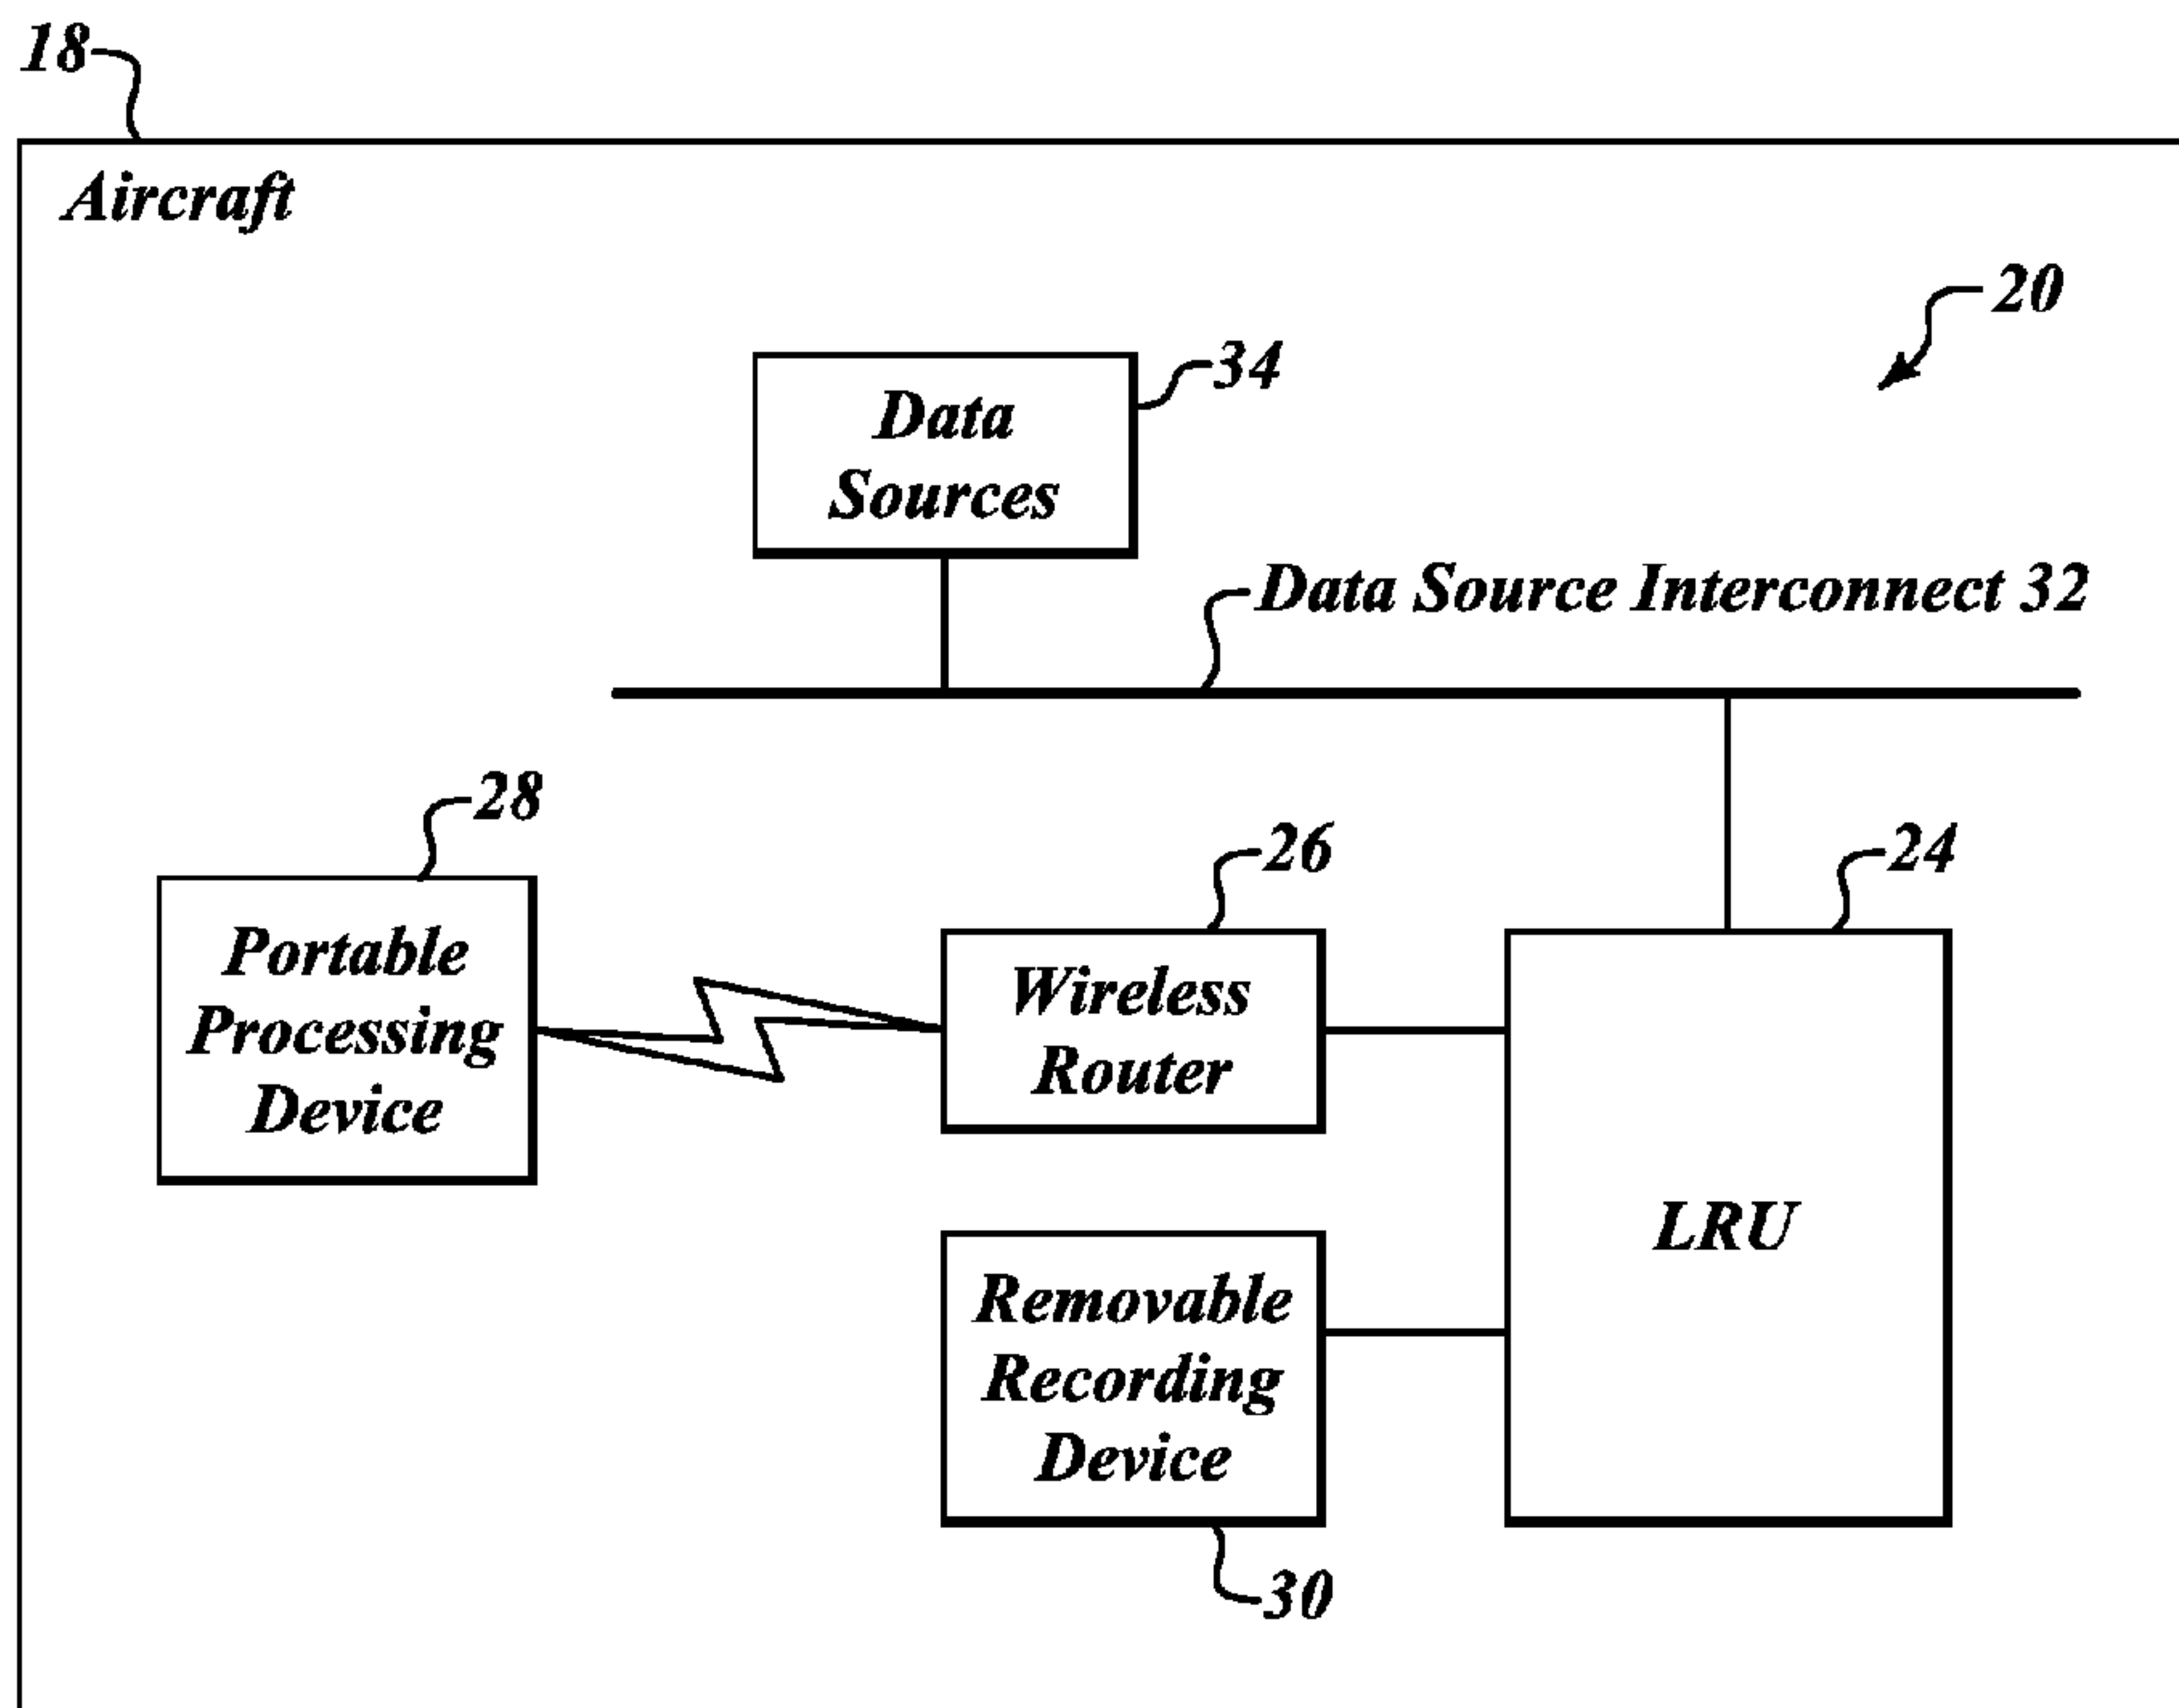 18
Aircraft
20
34
Data
Sources
Data Source Interconnect 32
28
26
24
Portable
Processing
Device
Wireless
Router
LRU
Removable
Recording
Device
30